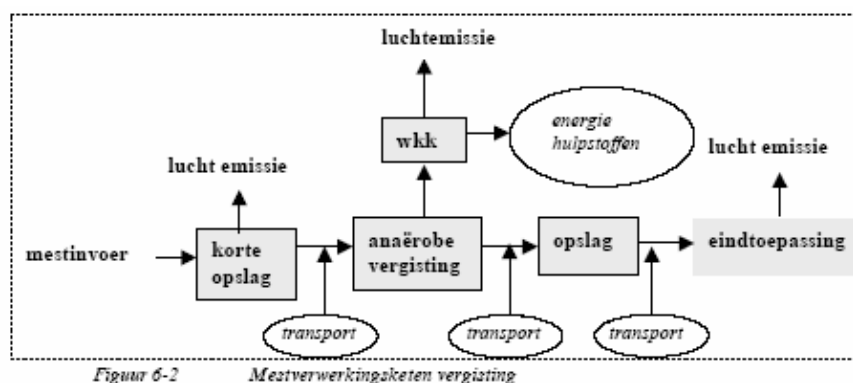 luchtemissie
energie
hulpstoffen
wkk
lucht emissie
lucht emissie
mestinvoer
korte
opslag
anaërobe
vergisting
opslag
eindtoepassing
transport
transport
transport
Figuur 6-2 Mestverwerkingsketen vergisting